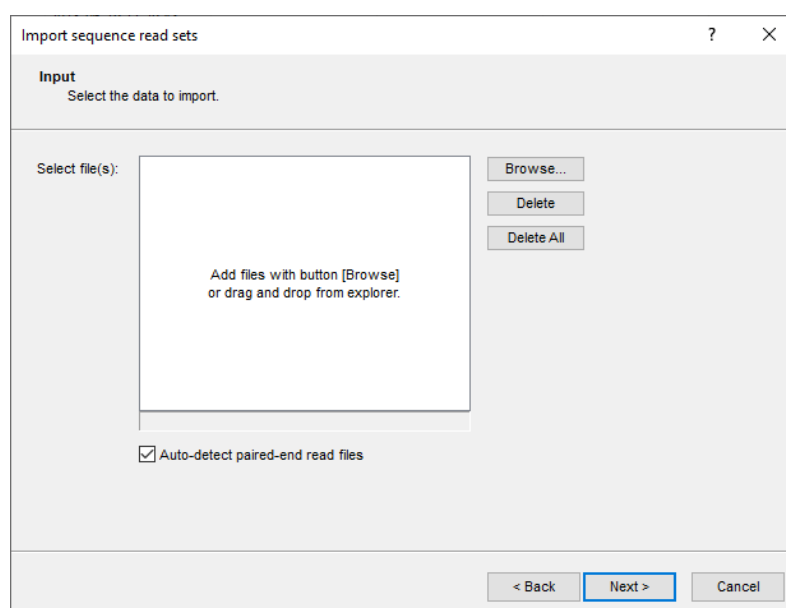 Import sequence read sets
?
Input
Select the data to import.
Select file(s):
Browse...
Delete
Delete All
Add files with button [Browse]
or drag and drop from explorer.
Auto-detect paired-end read files
< Back
Next >
Cancel